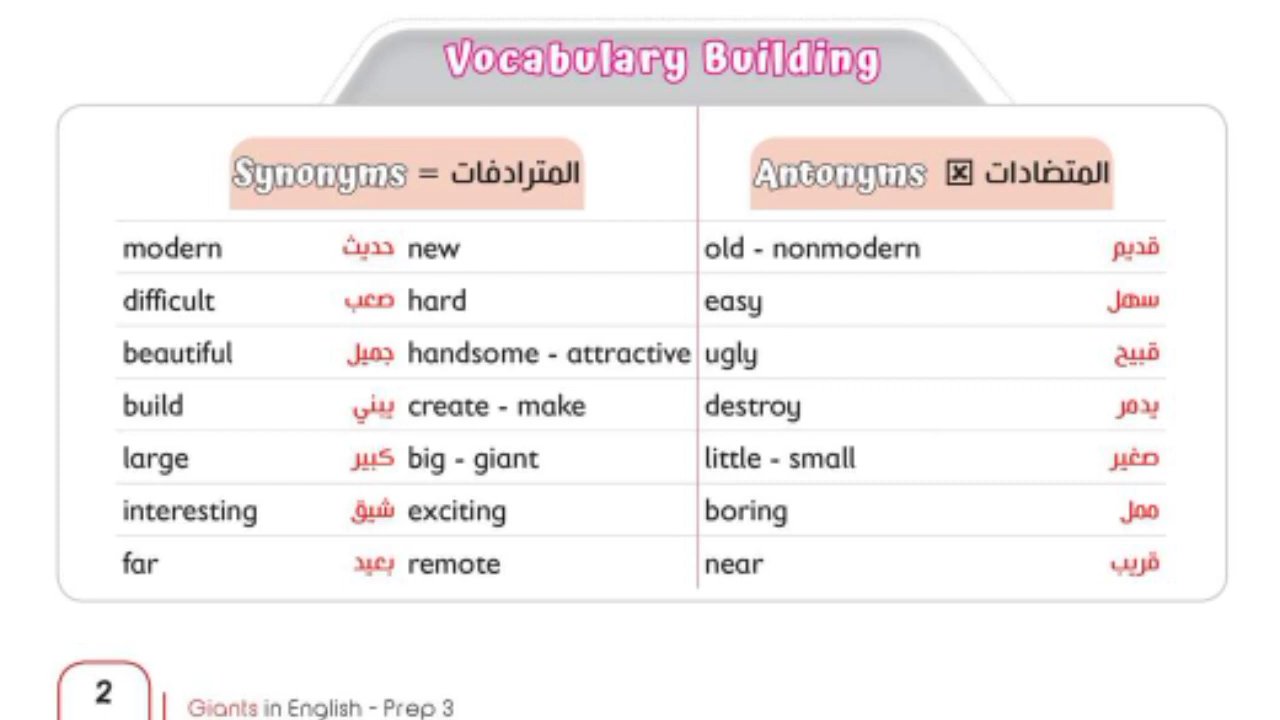 Vocabulary Building
Synonyms = المترادفات
Antonyms ☒ المتضادات
modern حديث new old - nonmodern قديم
difficult صعب hard easy سهل
beautiful جميل handsome - attractive ugly قبيح
build يبني create - make destroy يدمر
large كبير big - giant little - small صغير
interesting شيق exciting boring ممل
far بعيد remote near قريب
2
Giants in English - Prep 3